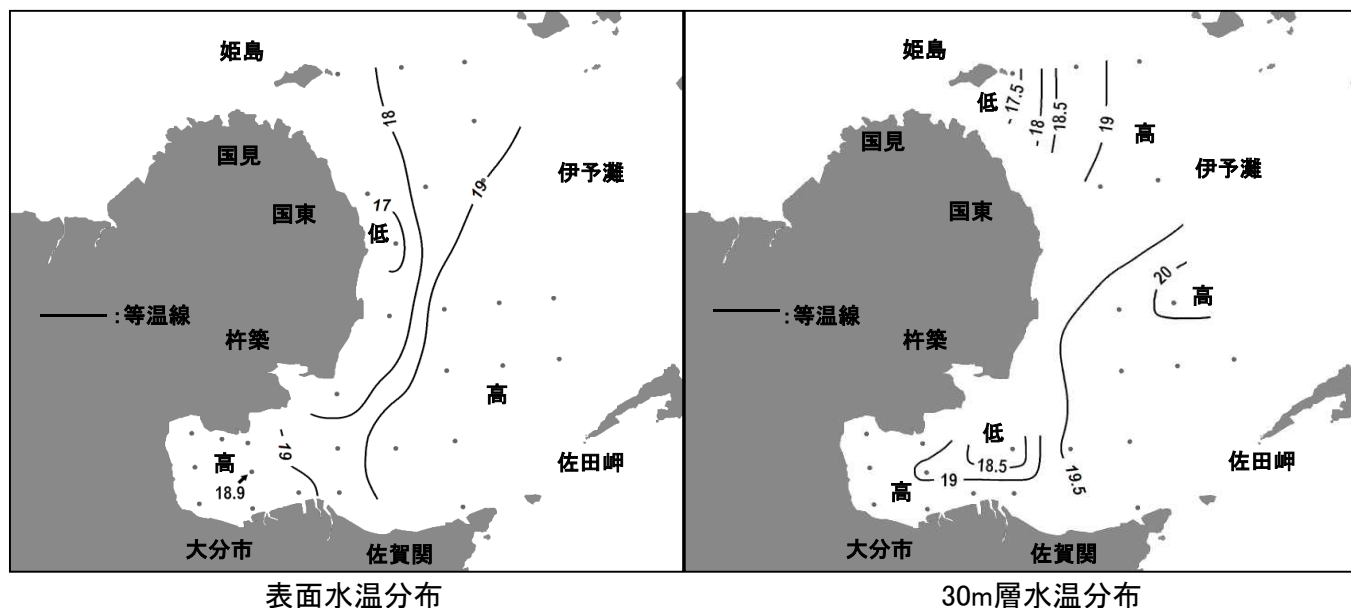 姫島
18
国見
伊予灘
19
17
国東
低
:等温線
杵築
高
19
高
18.9
佐田岬
大分市
佐賀関
表面水温分布
姫島
低
17.5
18
18.5
19
高
国見
伊予灘
国東
20
高
:等温線
杵築
低
18.5
19
高
19.5
佐田岬
大分市
佐賀関
30m層水温分布